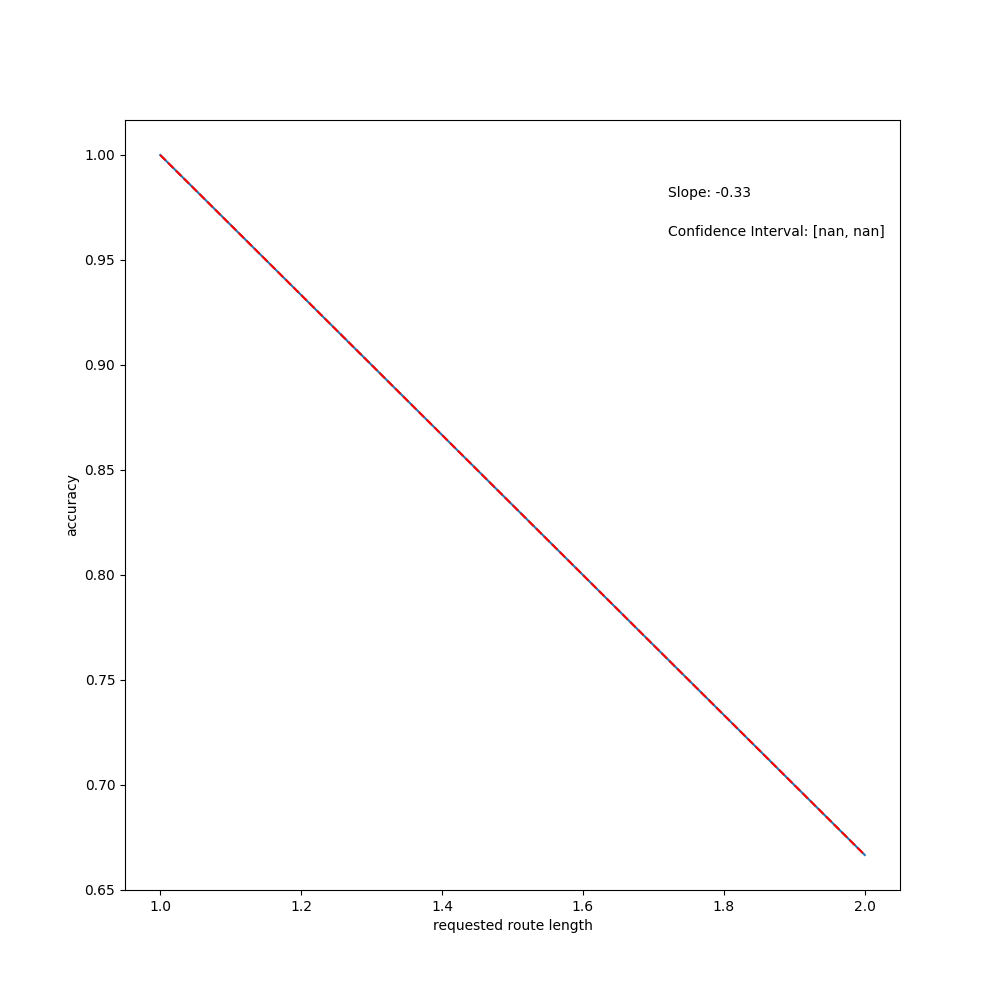 Slope: -0.33
Confidence Interval: [nan, nan]
1.00
0.95
0.90
0.85
0.80
0.75
0.70
0.65
accuracy
1.0 1.2 1.4 1.6 1.8 2.0
requested route length